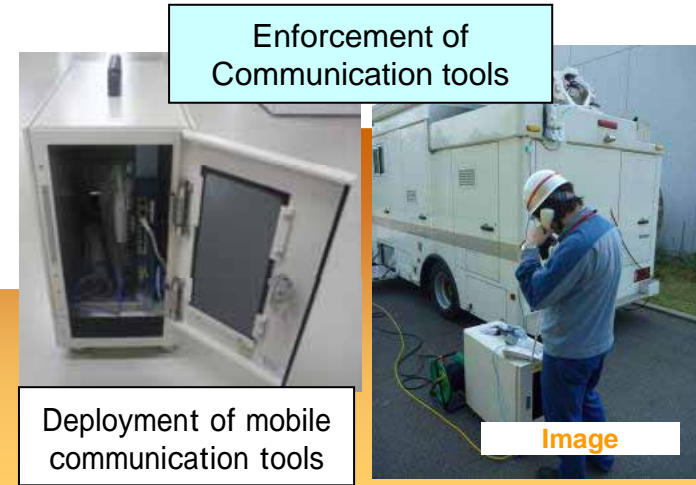 Enforcement of
Communication tools
Deployment of mobile
communication tools
Image